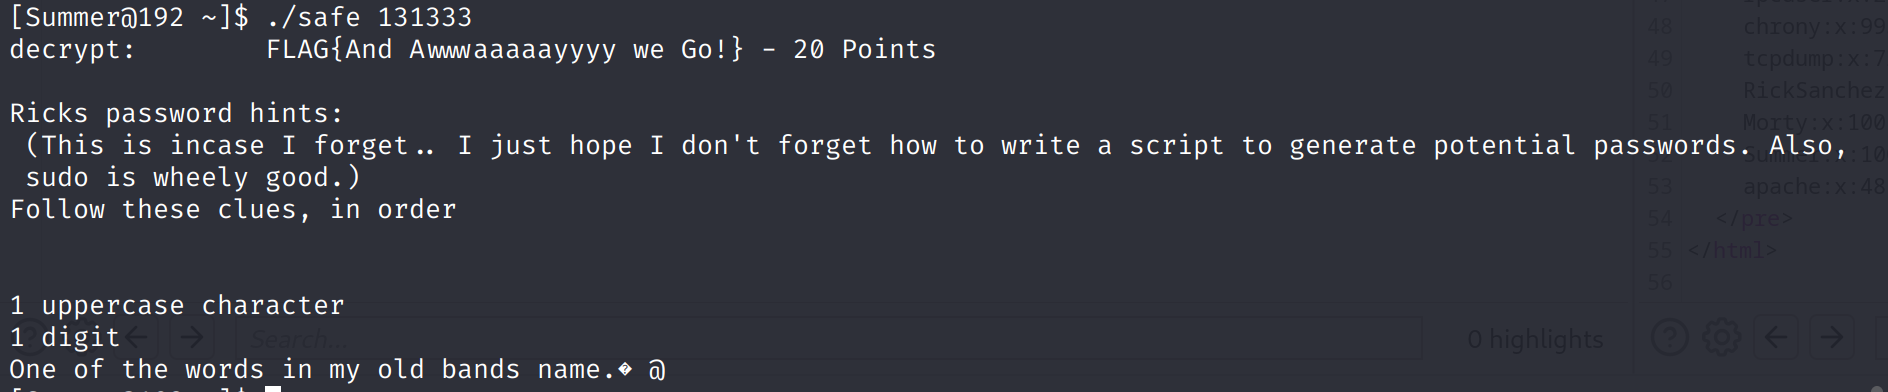 [Summer@192 ~]$ ./safe 131333
decrypt:        FLAG{And Awwwaaaaayyyy we Go!} - 20 Points
Ricks password hints:
 (This is incase I forget.. I just hope I don't forget how to write a script to generate potential passwords. Also,
 sudo is wheely good.)
Follow these clues, in order
1 uppercase character
1 digit
One of the words in my old bands name.� @
48 chrony:x:99
49 tcpdump:x:7
50 RickSanchez
51 Morty:x:100
Summer:x:10
53 apache:x:48
54 </pre>
55 </html>
56
Search...
0 highlights